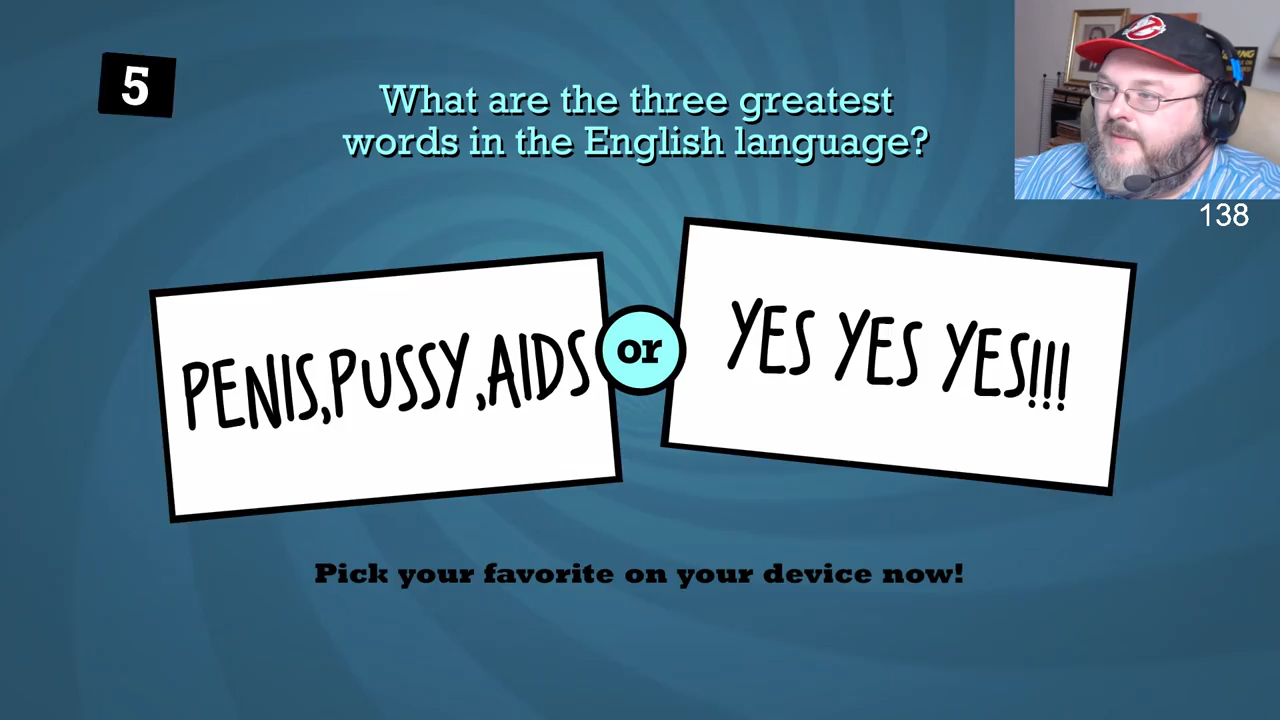 5
What are the three greatest
words in the English language?
138
PENIS,PUSSY,AIDS
or
YES YES YES!!!
Pick your favorite on your device now!